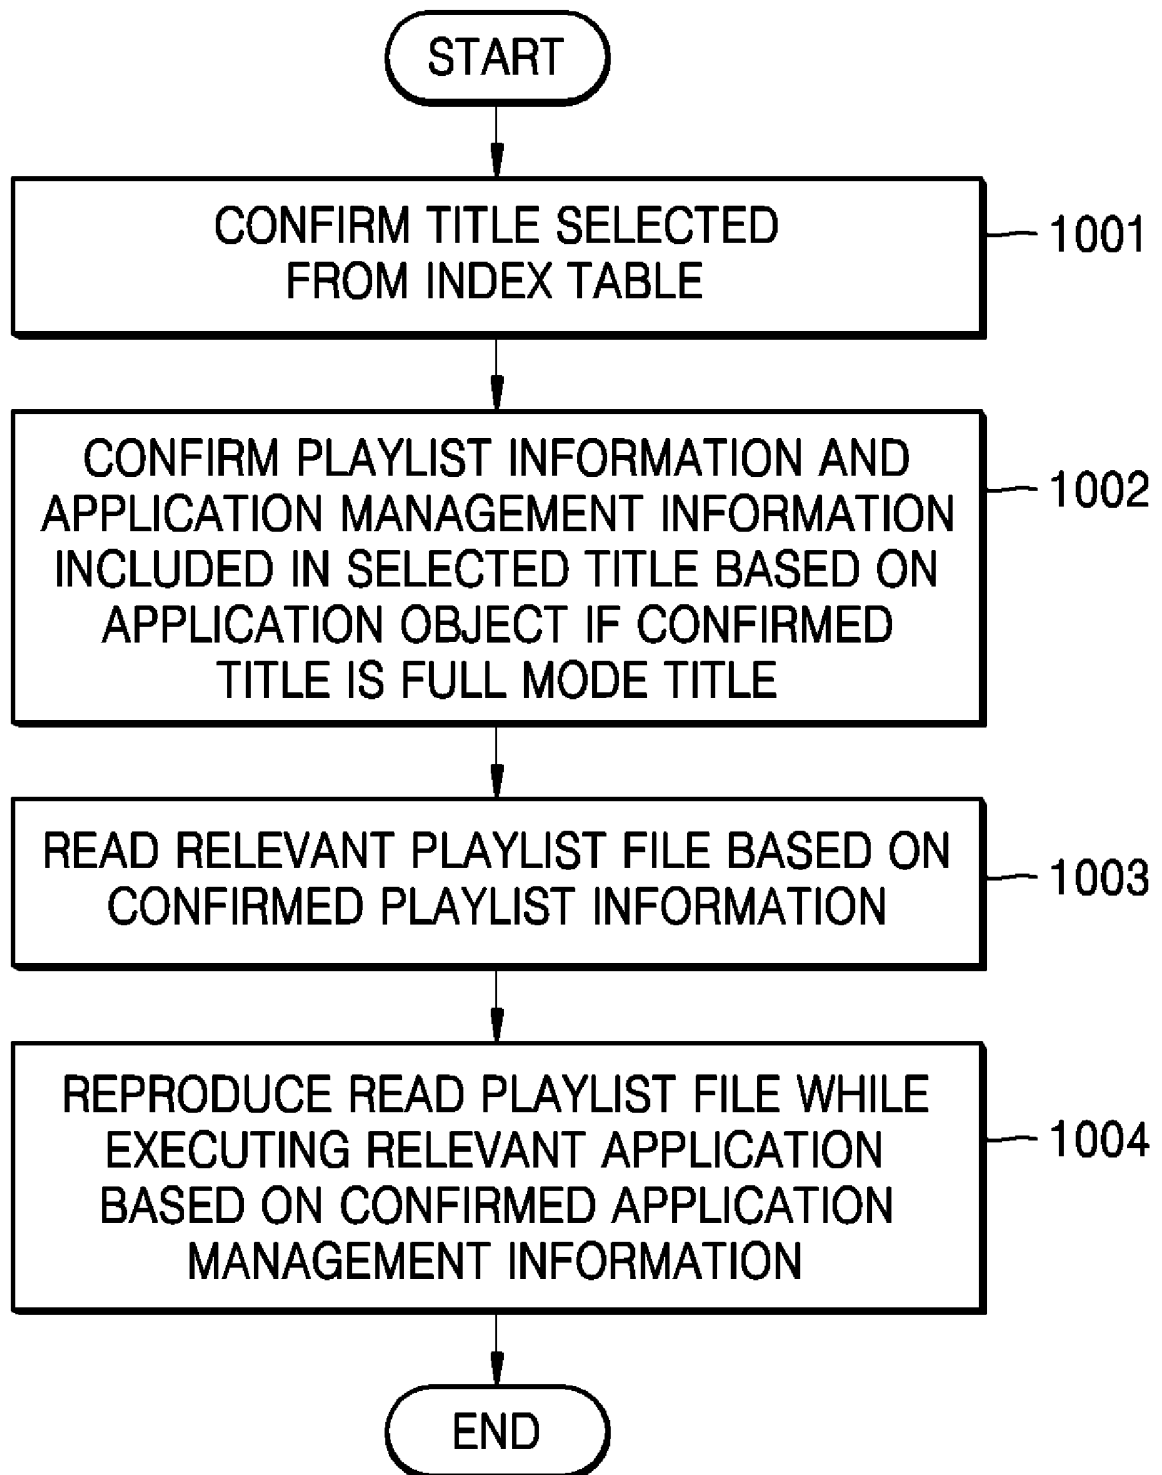 START
CONFIRM TITLE SELECTED
FROM INDEX TABLE
1001
CONFIRM PLAYLIST INFORMATION AND
APPLICATION MANAGEMENT INFORMATION
INCLUDED IN SELECTED TITLE BASED ON
APPLICATION OBJECT IF CONFIRMED
TITLE IS FULL MODE TITLE
1002
READ RELEVANT PLAYLIST FILE BASED ON
CONFIRMED PLAYLIST INFORMATION
1003
REPRODUCE READ PLAYLIST FILE WHILE
EXECUTING RELEVANT APPLICATION
BASED ON CONFIRMED APPLICATION
MANAGEMENT INFORMATION
1004
END